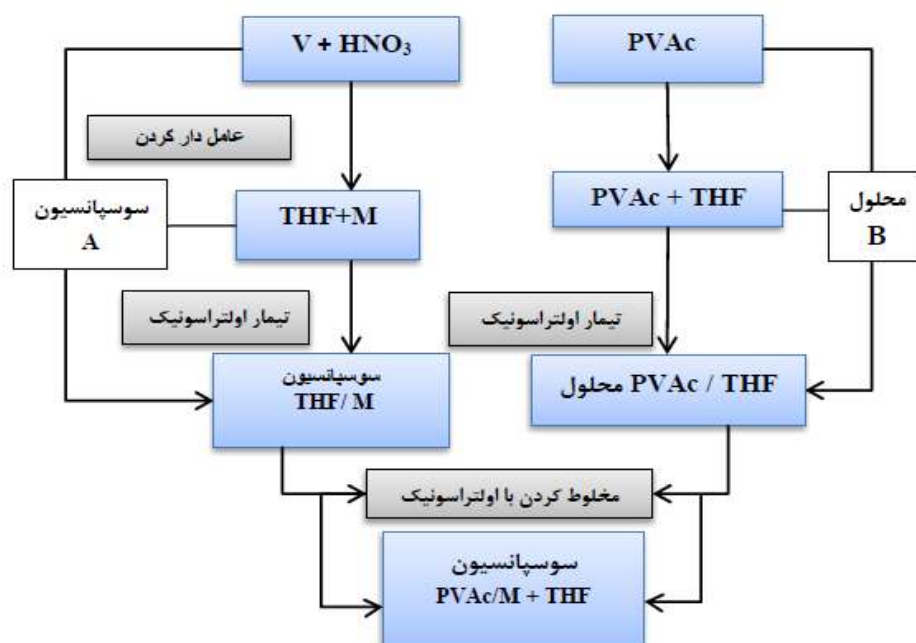 V + HNO₃
PVAc
عامل دار کردن
سوسپانسیون
A
THF+M
PVAc + THF
محلول
B
تیمار اولتراسونیک
تیمار اولتراسونیک
سوسپانسیون
THF/ M
محلول PVAc / THF
مخلوط کردن با اولتراسونیک
سوسپانسیون
PVAc/M + THF